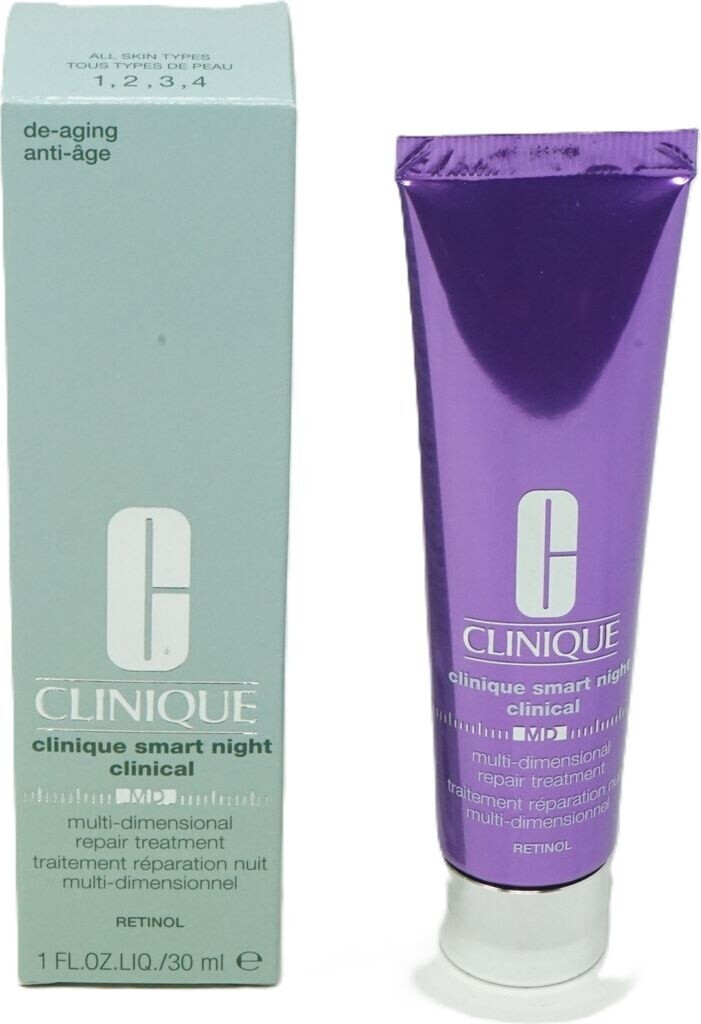 ALL SKIN TYPES
TOUS TYPES DE PEAU
1, 2, 3, 4
de-aging
anti-âge
C
CLINIQUE
clinique smart night
clinical
MD
multi-dimensional
repair treatment
traitement réparation nuit
multi-dimensionnel
RETINOL
1 FL.OZ.LIQ./30 ml ℮
C
CLINIQUE
clinique smart night
clinical
MD
multi-dimensional
repair treatment
traitement réparation nui
multi-dimensionnel
RETINOL